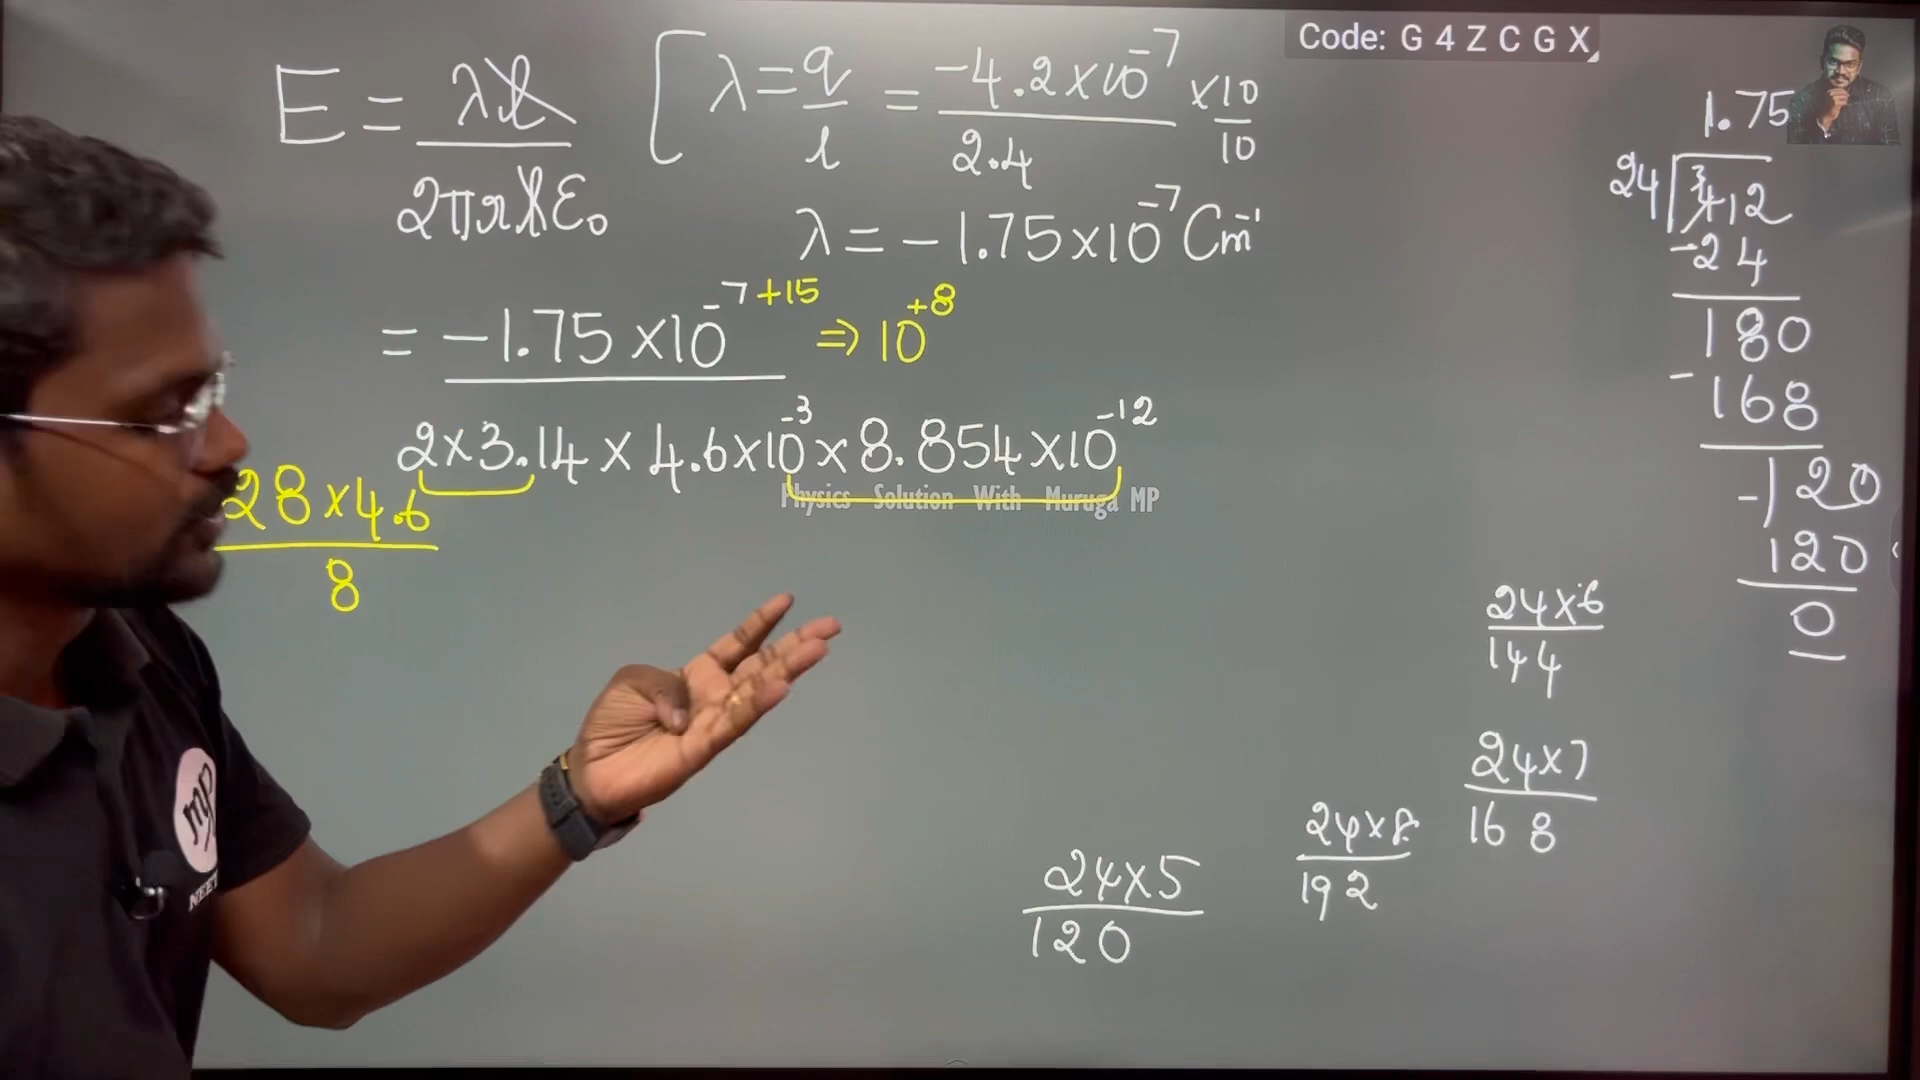 Code: G 4 Z C G X
E = λl / 2πrlε₀
[ λ = q / l = -4.2×10⁻⁷ / 2.4 × 10 / 10
λ = -1.75×10⁻⁷ Cm⁻¹
= -1.75×10⁻⁷ +15 ⇒ 10⁺⁸
2×3.14×4.6×10⁻³×8.854×10⁻¹²
28×4.6
8
Physics Solution With Muruga MP
1.75
24 3412
-24
180
-168
-120
120
0
24×6
144
24×7
168
24×8
192
24×5
120
mp
NEET